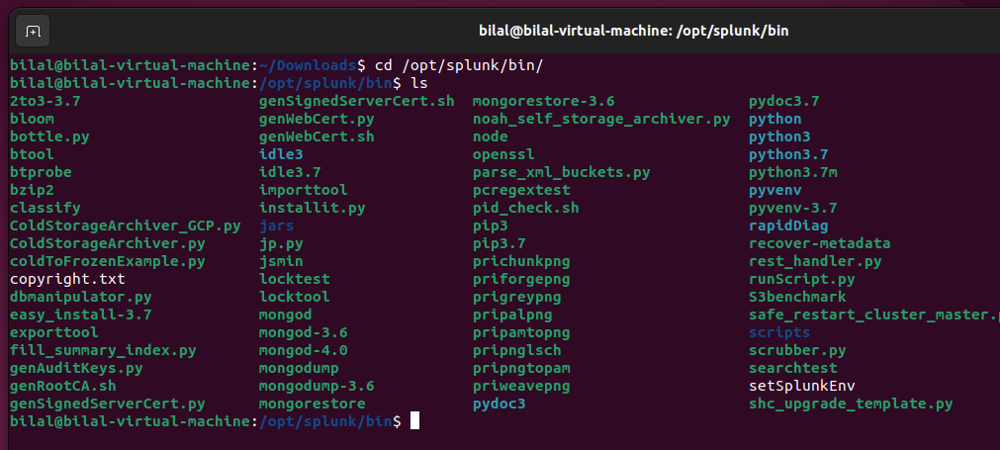 bilal@bilal-virtual-machine: /opt/splunk/bin
bilal@bilal-virtual-machine:~/Downloads$ cd /opt/splunk/bin/
bilal@bilal-virtual-machine:/opt/splunk/bin$ ls
2to3-3.7 genSignedServerCert.sh mongorestore-3.6 pydoc3.7
bloom genWebCert.py noah_self_storage_archiver.py python
bottle.py genWebCert.sh node python3
btool idle3 openssl python3.7
btprobe idle3.7 parse_xml_buckets.py python3.7m
bzip2 importtool pcregextest pyvenv
classify installit.py pid_check.sh pyvenv-3.7
ColdStorageArchiver_GCP.py jars pip3 rapidDiag
ColdStorageArchiver.py jp.py pip3.7 recover-metadata
coldToFrozenExample.py jsmin prichunkpng rest_handler.py
copyright.txt locktest priforgepng runScript.py
dbmanipulator.py locktool prigreypng S3benchmark
easy_install-3.7 mongod pripalpng safe_restart_cluster_master.p
exporttool mongod-3.6 pripamtopng scripts
fill_summary_index.py mongod-4.0 pripnglsch scrubber.py
genAuditKeys.py mongodump pripngtopam searchtest
genRootCA.sh mongodump-3.6 priweavepng setSplunkEnv
genSignedServerCert.py mongorestore pydoc3 shc_upgrade_template.py
bilal@bilal-virtual-machine:/opt/splunk/bin$